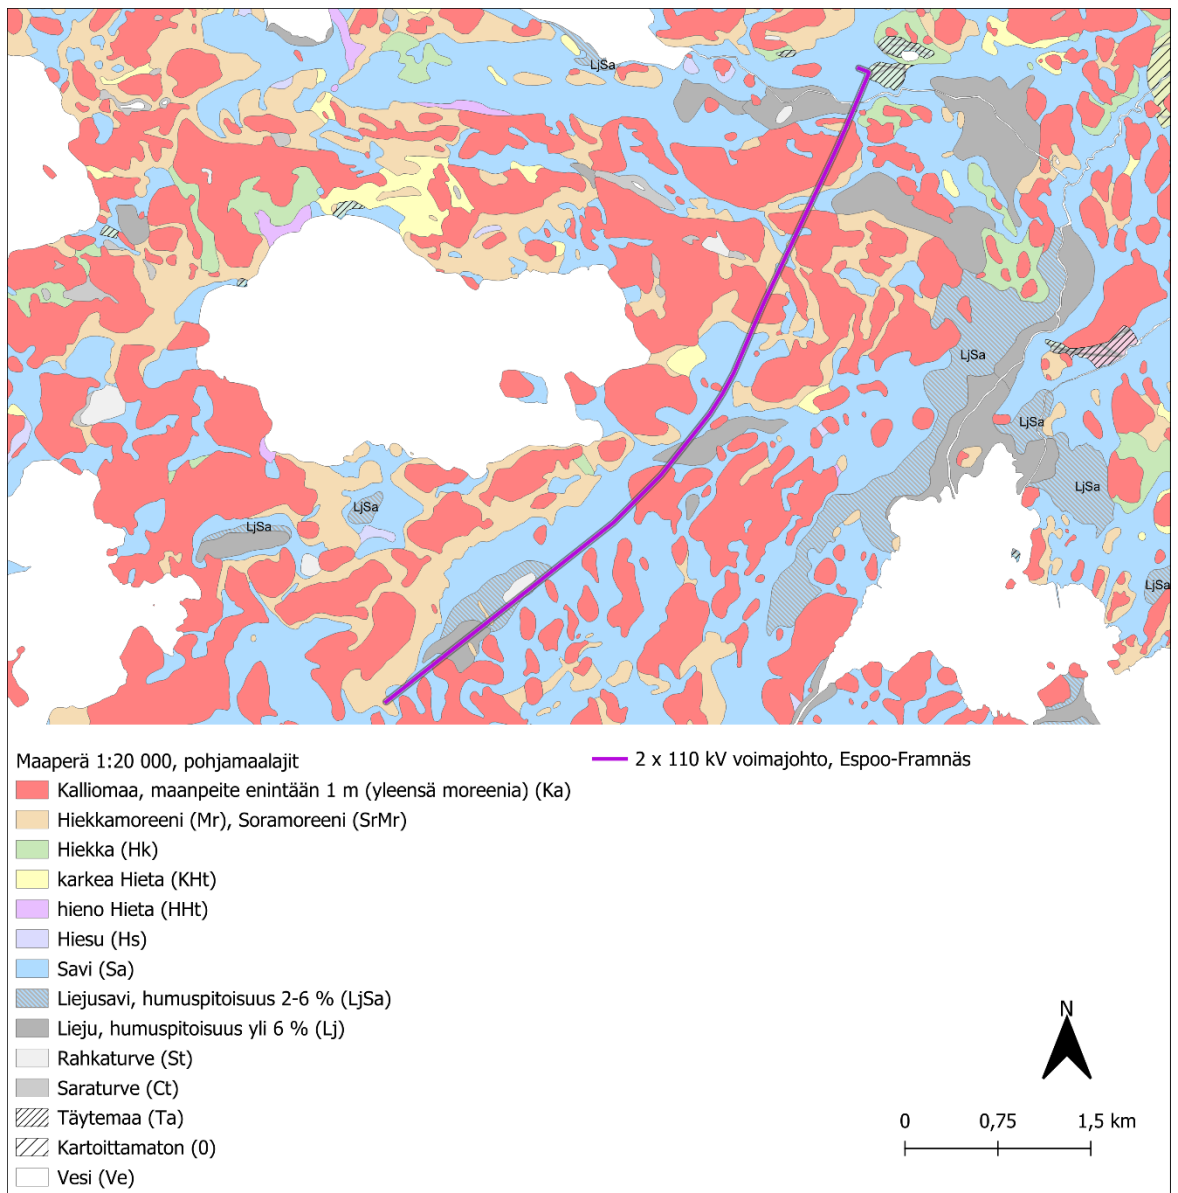 LjSa
LjSa
LjSa
LjSa
LjSa
LjSa
LjSa
Maaperä 1:20 000, pohjamaalajit
2 x 110 kV voimajohto, Espoo-Framnäs
Kalliomaa, maanpeite enintään 1 m (yleensä moreenia) (Ka)
Hiekkamoreeni (Mr), Soramoreeni (SrMr)
Hiekka (Hk)
karkea Hieta (KHt)
hieno Hieta (HHt)
Hiesu (Hs)
Savi (Sa)
Liejusavi, humuspitoisuus 2-6 % (LjSa)
Lieju, humuspitoisuus yli 6 % (Lj)
Rahkaturve (St)
Saraturve (Ct)
Täytemaa (Ta)
Kartoittamaton (0)
Vesi (Ve)
N
0 0,75 1,5 km